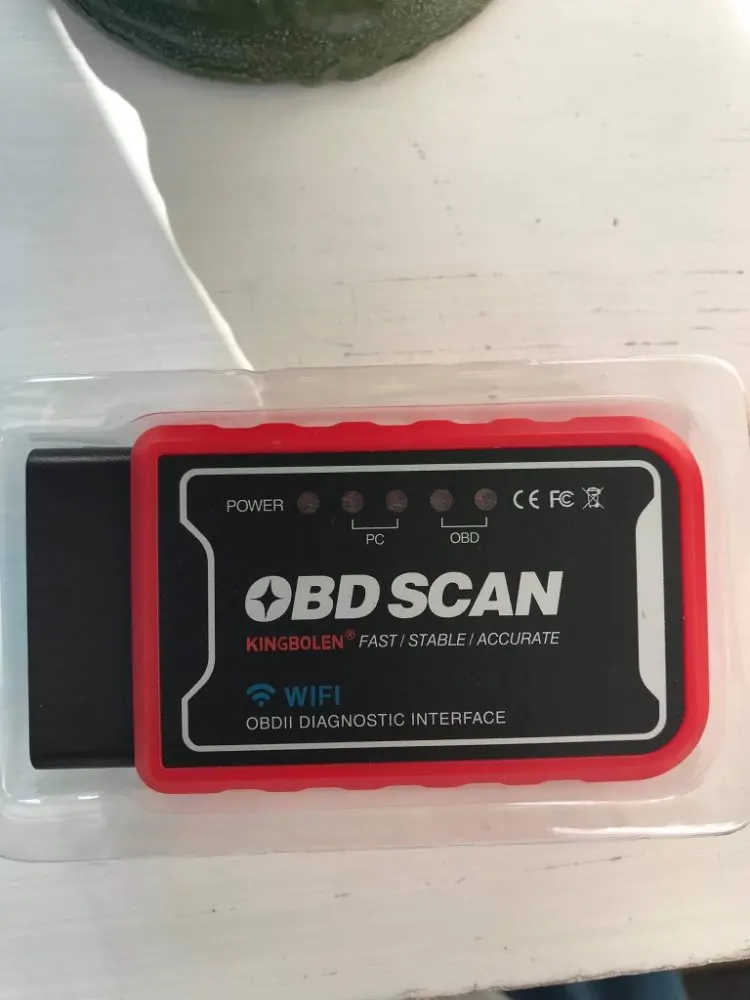 POWER CE FC
PC OBD
OBD SCAN
KINGBOLEN® FAST / STABLE / ACCURATE
WIFI
OBDII DIAGNOSTIC INTERFACE